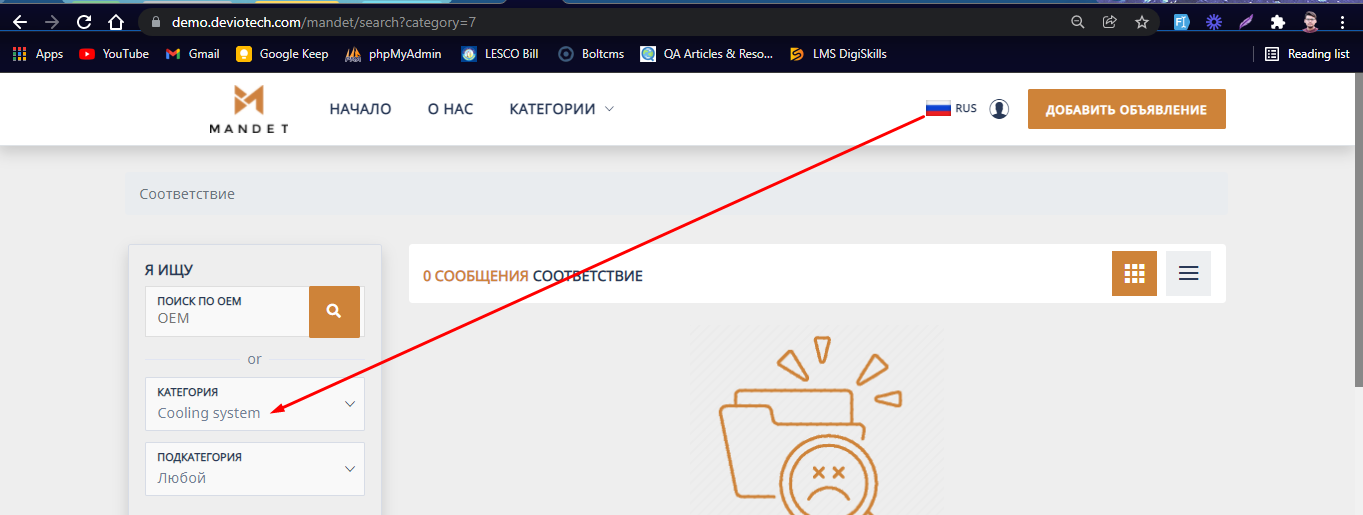 demo.deviotech.com/mandet/search?category=7
Apps YouTube Gmail Google Keep phpMyAdmin LESCO Bill Boltcms QA Articles & Reso... LMS DigiSkills Reading list
MANDET НАЧАЛО О НАС КАТЕГОРИИ RUS ДОБАВИТЬ ОБЪЯВЛЕНИЕ
Соответствие
Я ИЩУ
ПОИСК ПО OEM
OEM
or
КАТЕГОРИЯ
Cooling system
ПОДКАТЕГОРИЯ
Любой
0 СООБЩЕНИЯ СООТВЕТСТВИЕ